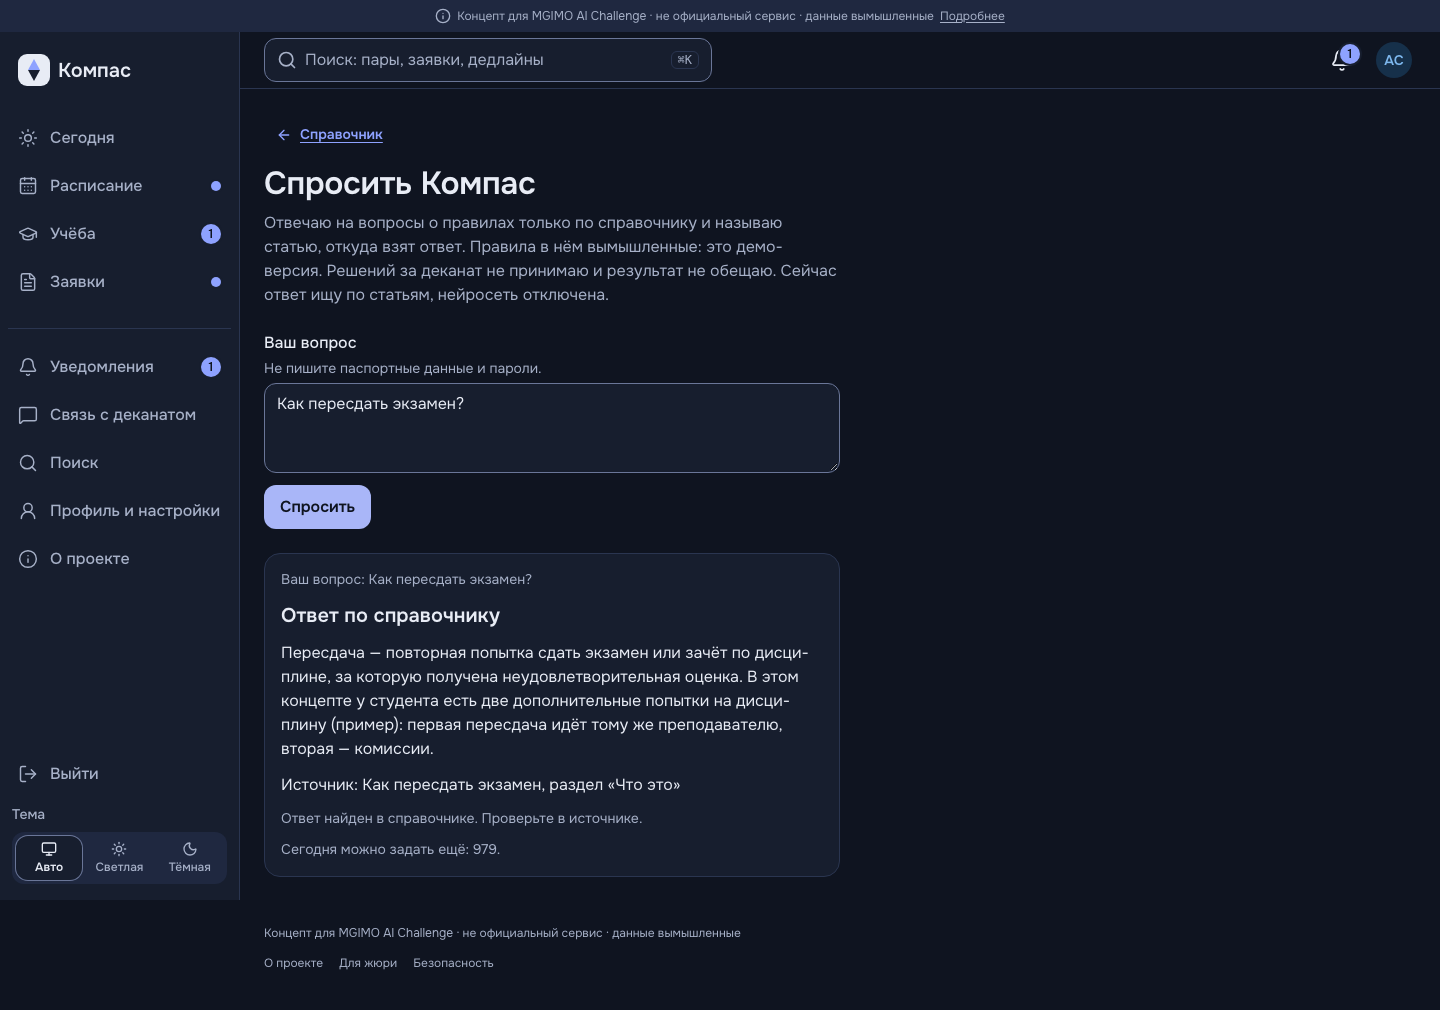 Концепт для MGIMO AI Challenge · не официальный сервис · данные вымышленные Подробнее
Компас
Поиск: пары, заявки, дедлайны
⌘K
1
АС
Сегодня
Расписание
Учёба
1
Заявки
Уведомления
1
Связь с деканатом
Поиск
Профиль и настройки
О проекте
Выйти
Тема
Авто
Светлая
Тёмная
Справочник
Спросить Компас
Отвечаю на вопросы о правилах только по справочнику и называю
статью, откуда взят ответ. Правила в нём вымышленные: это демо-
версия. Решений за деканат не принимаю и результат не обещаю. Сейчас
ответ ищу по статьям, нейросеть отключена.
Ваш вопрос
Не пишите паспортные данные и пароли.
Как пересдать экзамен?
Спросить
Ваш вопрос: Как пересдать экзамен?
Ответ по справочнику
Пересдача — повторная попытка сдать экзамен или зачёт по дисци-
плине, за которую получена неудовлетворительная оценка. В этом
концепте у студента есть две дополнительные попытки на дисци-
плину (пример): первая пересдача идёт тому же преподавателю,
вторая — комиссии.
Источник: Как пересдать экзамен, раздел «Что это»
Ответ найден в справочнике. Проверьте в источнике.
Сегодня можно задать ещё: 979.
Концепт для MGIMO AI Challenge · не официальный сервис · данные вымышленные
О проекте
Для жюри
Безопасность